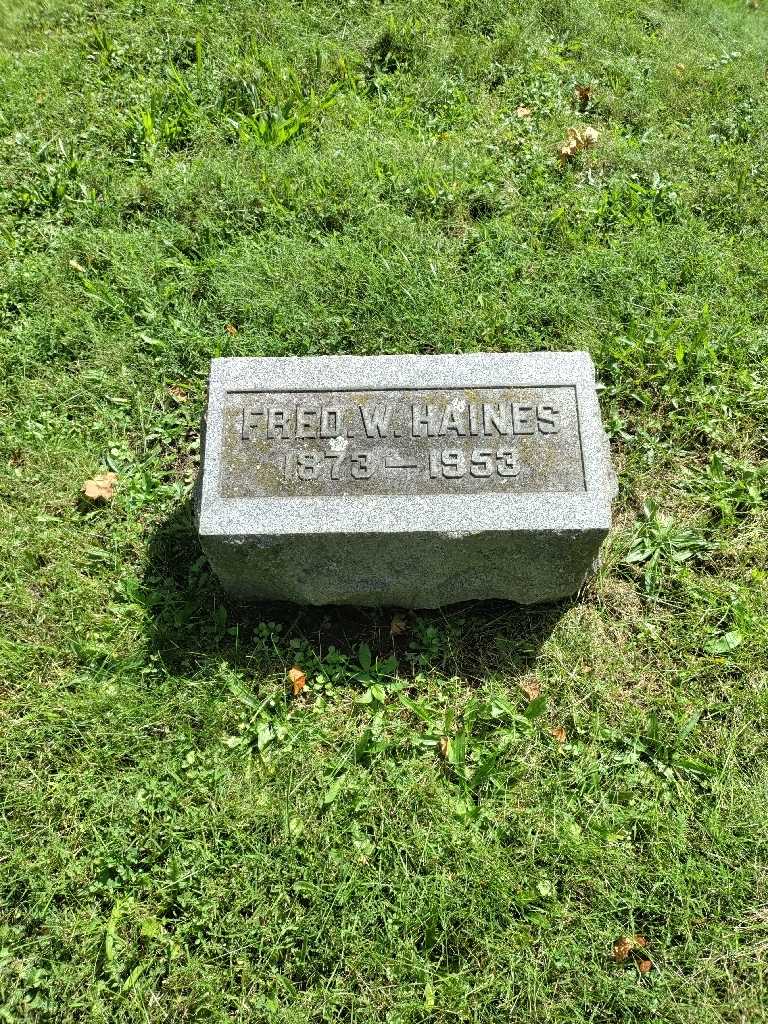 FRED. W. HAINES
1873 — 1953